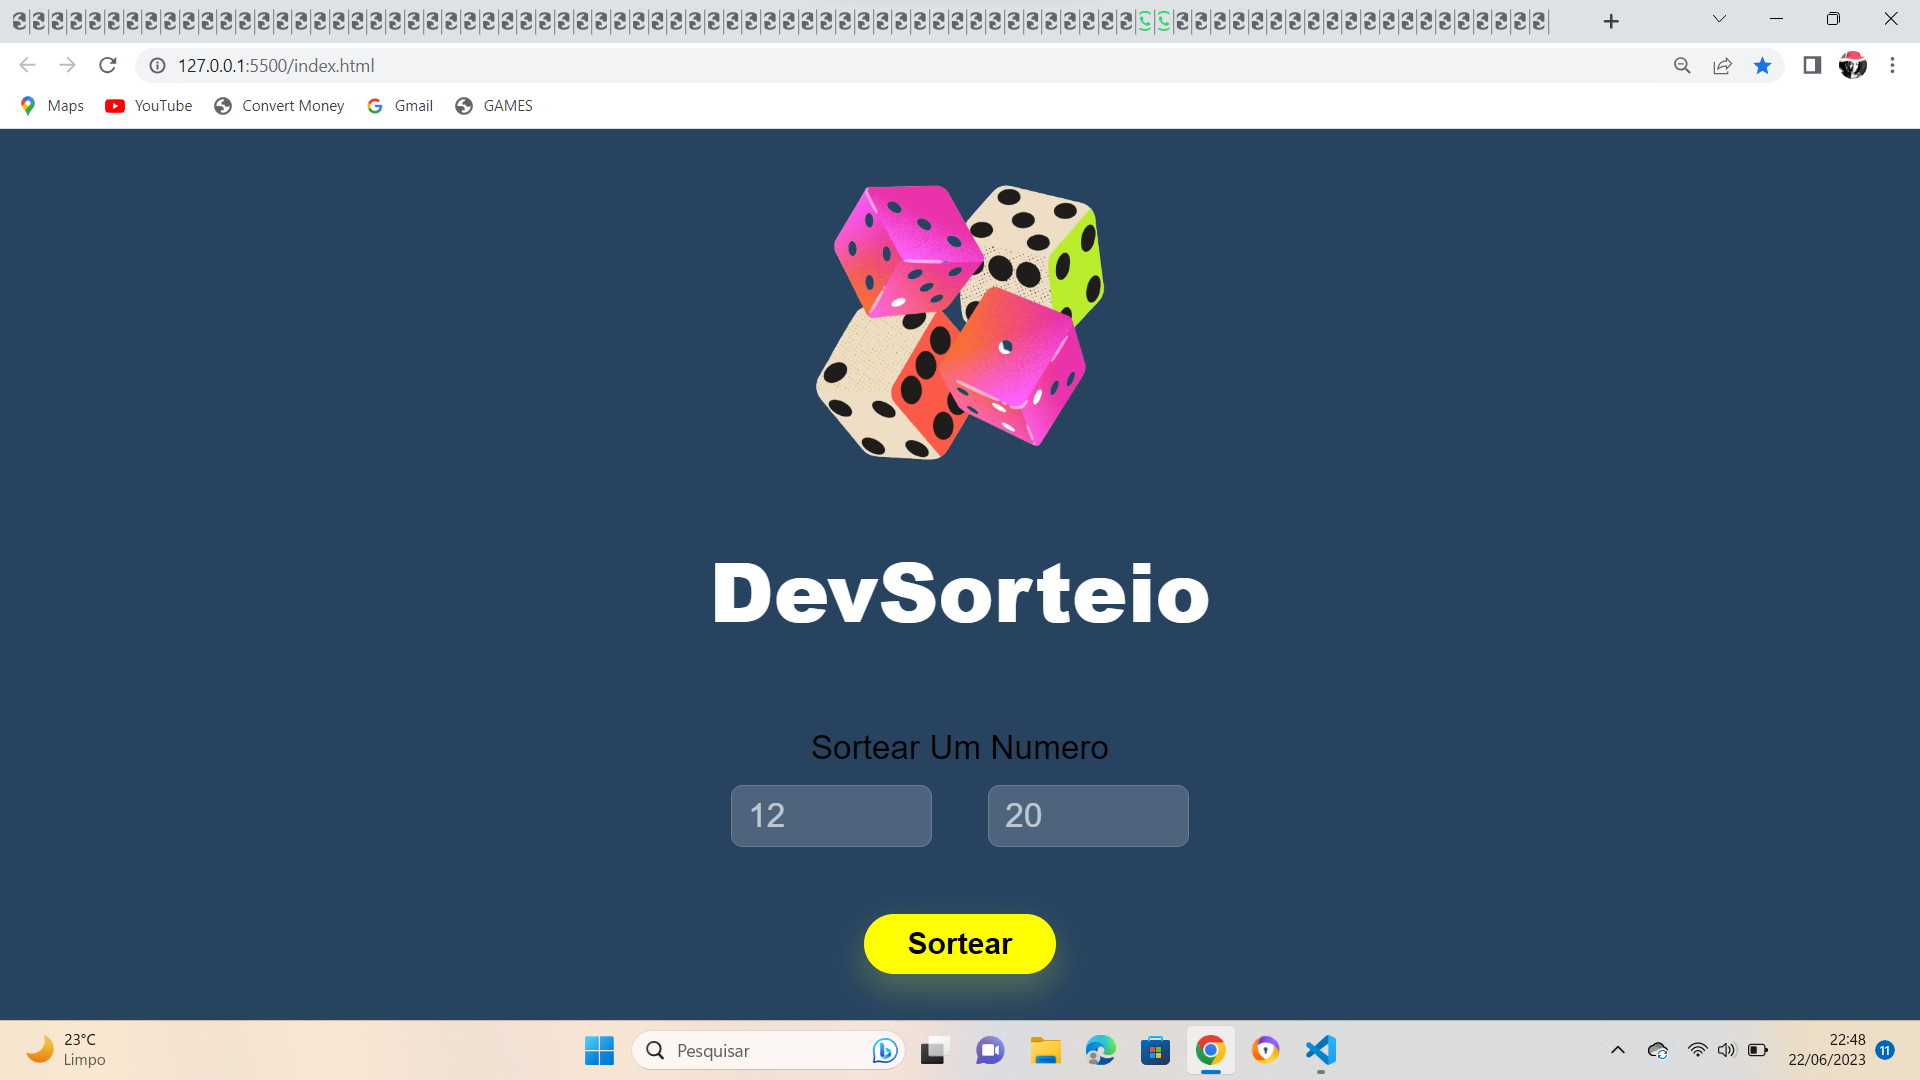 127.0.0.1:5500/index.html
Maps
YouTube
Convert Money
Gmail
GAMES
DevSorteio
Sortear Um Numero
12
20
Sortear
23°C
Limpo
Pesquisar
22:48
22/06/2023
11